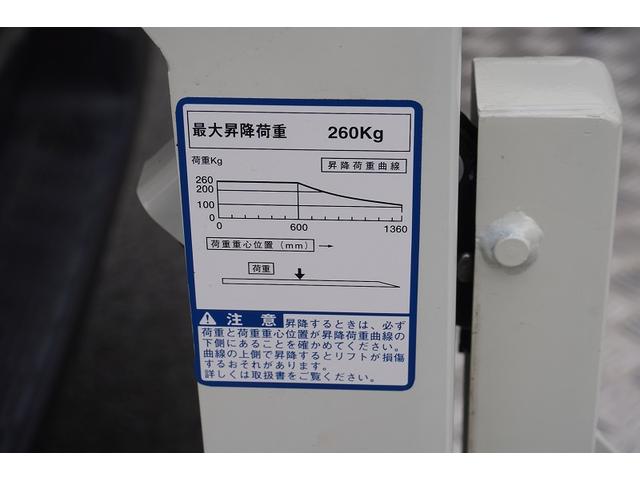 最大昇降荷重 260Kg
荷重Kg
昇降荷重曲線
260
200
100
0
0 600 1360
荷重重心位置（mm）→
荷重
注意 昇降するときは、必ず
荷重と荷重重心位置が昇降荷重曲線の
下側にあることを確かめてください。
曲線の上側で昇降するとリフトが損傷
するおそれがあります。
詳しくは取扱書をご覧ください。